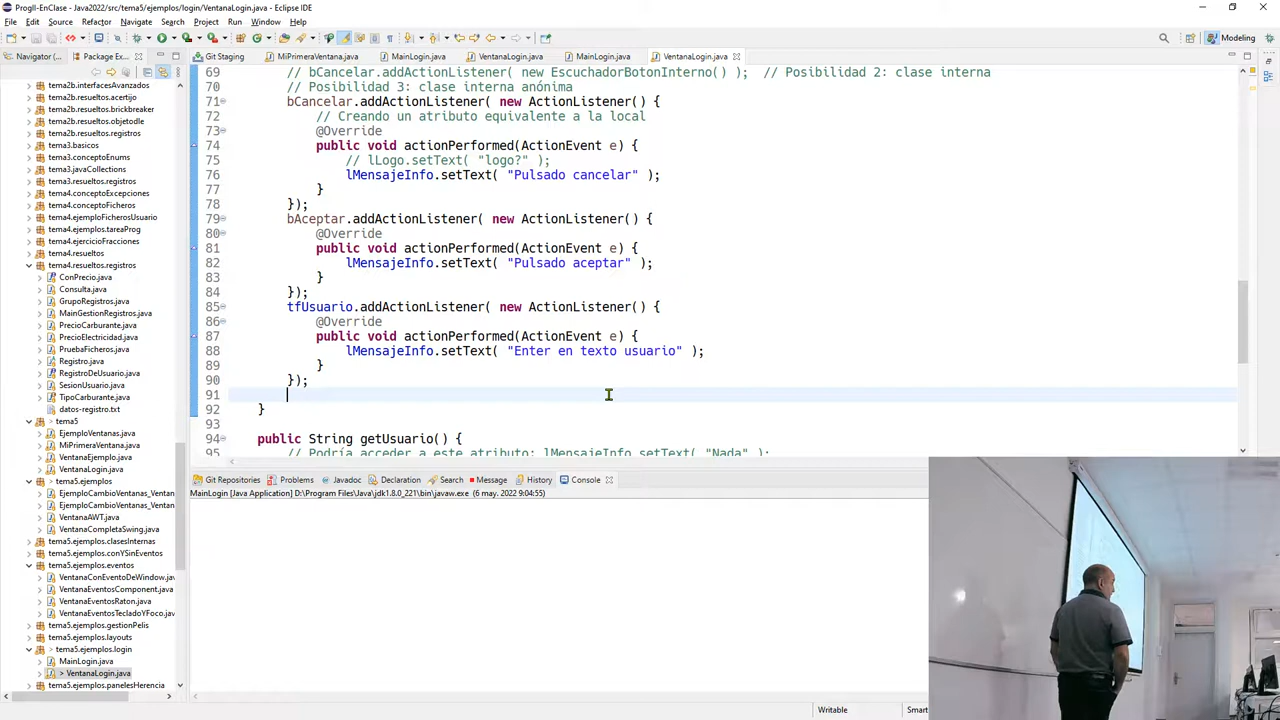 ProgII-EnClase - Java2022/src/tema5/ejemplos/login/VentanaLogin.java - Eclipse IDE
File Edit Source Refactor Navigate Search Project Run Window Help
Modeling
Navigator (... Package Ex...
Git Staging MiPrimeraVentana.java MainLogin.java VentanaLogin.java MainLogin.java VentanaLogin.java
tema2b.interfacesAvanzados
tema2b.resueltos.acertijo
tema2b.resueltos.brickbreaker
tema2b.resueltos.objetodle
tema2b.resueltos.registros
tema3.basicos
tema3.conceptoEnums
tema3.javaCollections
tema3.resueltos.registros
tema4.conceptoExcepciones
tema4.conceptoFicheros
tema4.ejemploFicherosUsuario
tema4.ejemplos.tareaProg
tema4.ejercicioFracciones
tema4.resueltos
tema4.resueltos.registros
ConPrecio.java
Consulta.java
GrupoRegistros.java
MainGestionRegistros.java
PrecioCarburante.java
PrecioElectricidad.java
PruebaFicheros.java
Registro.java
RegistroDeUso.java
SesionUsuario.java
TipoCarburante.java
datos-registro.txt
> tema5
EjemploVentanas.java
MiPrimeraVentana.java
VentanaEjemplo.java
VentanaLogin.java
tema5.ejemplos
EjemploCambioVentanas_Ventan
EjemploCambioVentanas_Ventan
VentanaAWT.java
VentanaCompletaSwing.java
tema5.ejemplos.clasesInternas
tema5.ejemplos.conYSinEventos
tema5.ejemplos.eventos
VentanaConEventoDeWindow.java
VentanaEventosComponent.java
VentanaEventosRaton.java
VentanaEventosTecladoYFoco.java
tema5.ejemplos.gestionPelis
tema5.ejemplos.layouts
> tema5.ejemplos.login
MainLogin.java
> VentanaLogin.java
tema5.ejemplos.panelesHerencia
69 // bCancelar.addActionListener( new EscuchadorBotonInterno() ); // Posibilidad 2: clase interna
70 // Posibilidad 3: clase interna anónima
71 bCancelar.addActionListener( new ActionListener() {
72 // Creando un atributo equivalente a la local
73 @Override
74 public void actionPerformed(ActionEvent e) {
75 // lLogo.setText( "logo?" );
76 lMensajeInfo.setText( "Pulsado cancelar" );
77 }
78 });
79 bAceptar.addActionListener( new ActionListener() {
80 @Override
81 public void actionPerformed(ActionEvent e) {
82 lMensajeInfo.setText( "Pulsado aceptar" );
83 }
84 });
85 tfUsuario.addActionListener( new ActionListener() {
86 @Override
87 public void actionPerformed(ActionEvent e) {
88 lMensajeInfo.setText( "Enter en texto usuario" );
89 }
90 });
91
92 }
93
94 public String getUsuario() {
95 // Podría acceder a este atributo: lMensajeInfo.setText( "Nada" );
Git Repositories Problems Javadoc Declaration Search Message History Console
MainLogin [Java Application] D:\Program Files\Java\jdk1.8.0_221\bin\javaw.exe (6 may. 2022 9:04:55)
Writable Smart